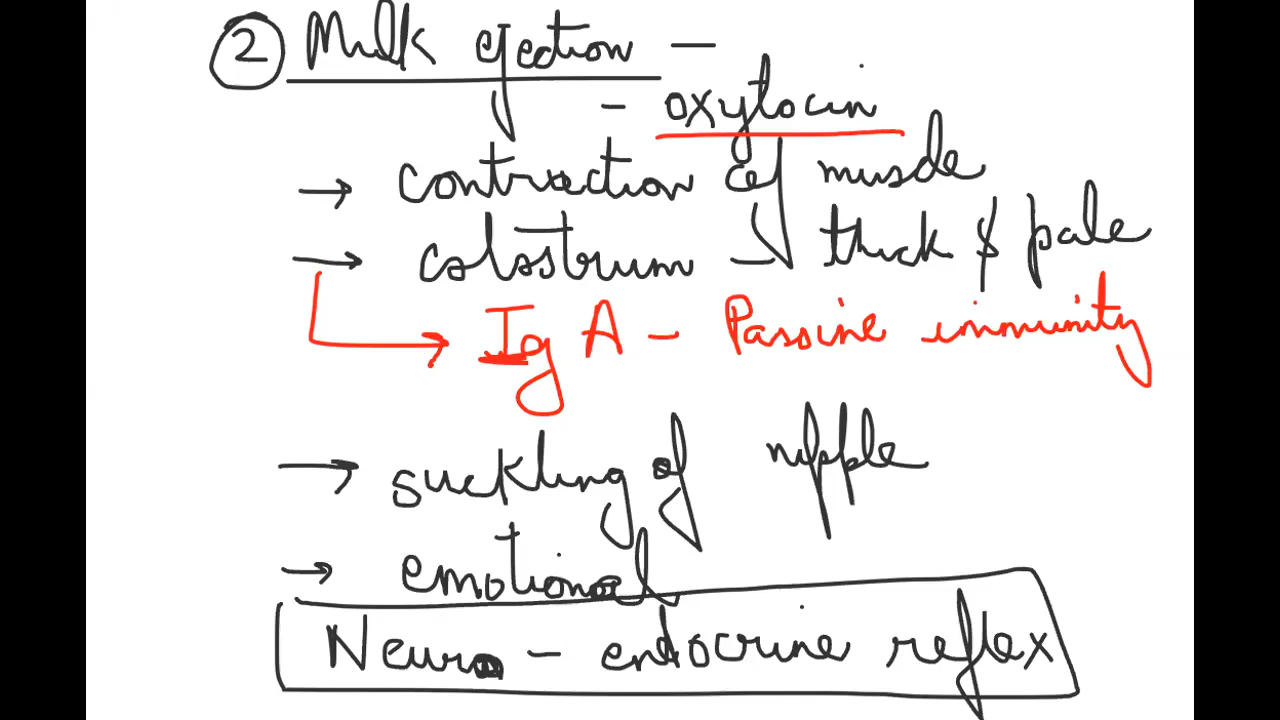 ② Milk ejection -
- oxytocin
→ contraction of muscle
→ colostrum - thick & pale
→ Ig A - Passive immunity
→ suckling of nipple
→ emotional
Neuro - endocrine reflex